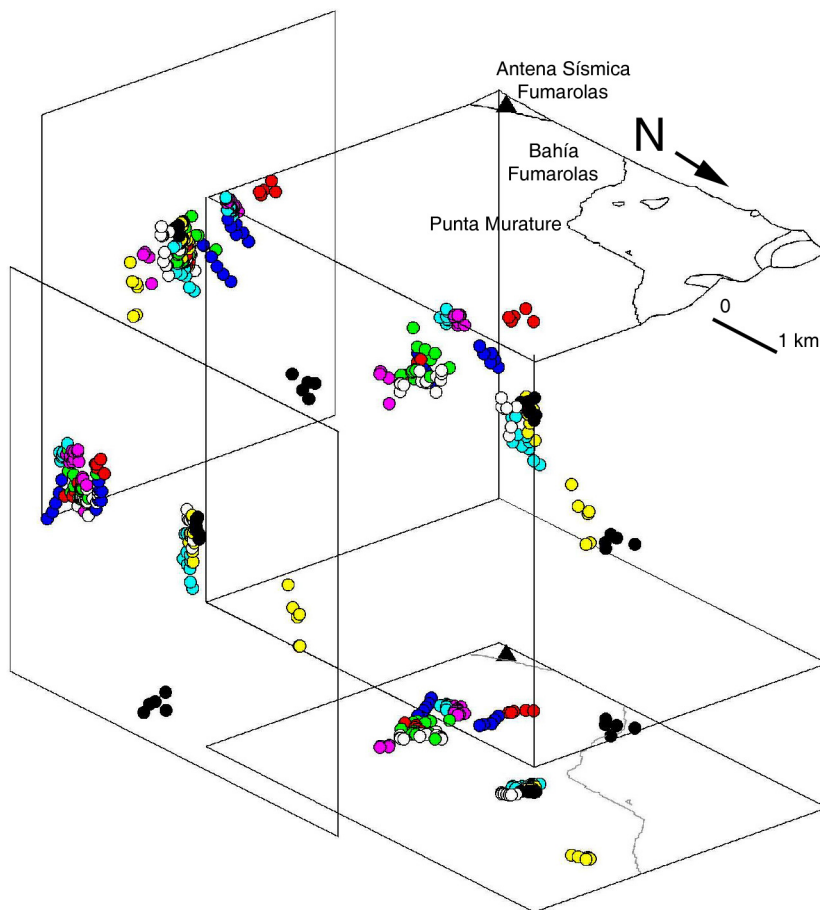 Antena Sísmica
Fumarolas
N
Bahía
Fumarolas
Punta Murature
0
1 km